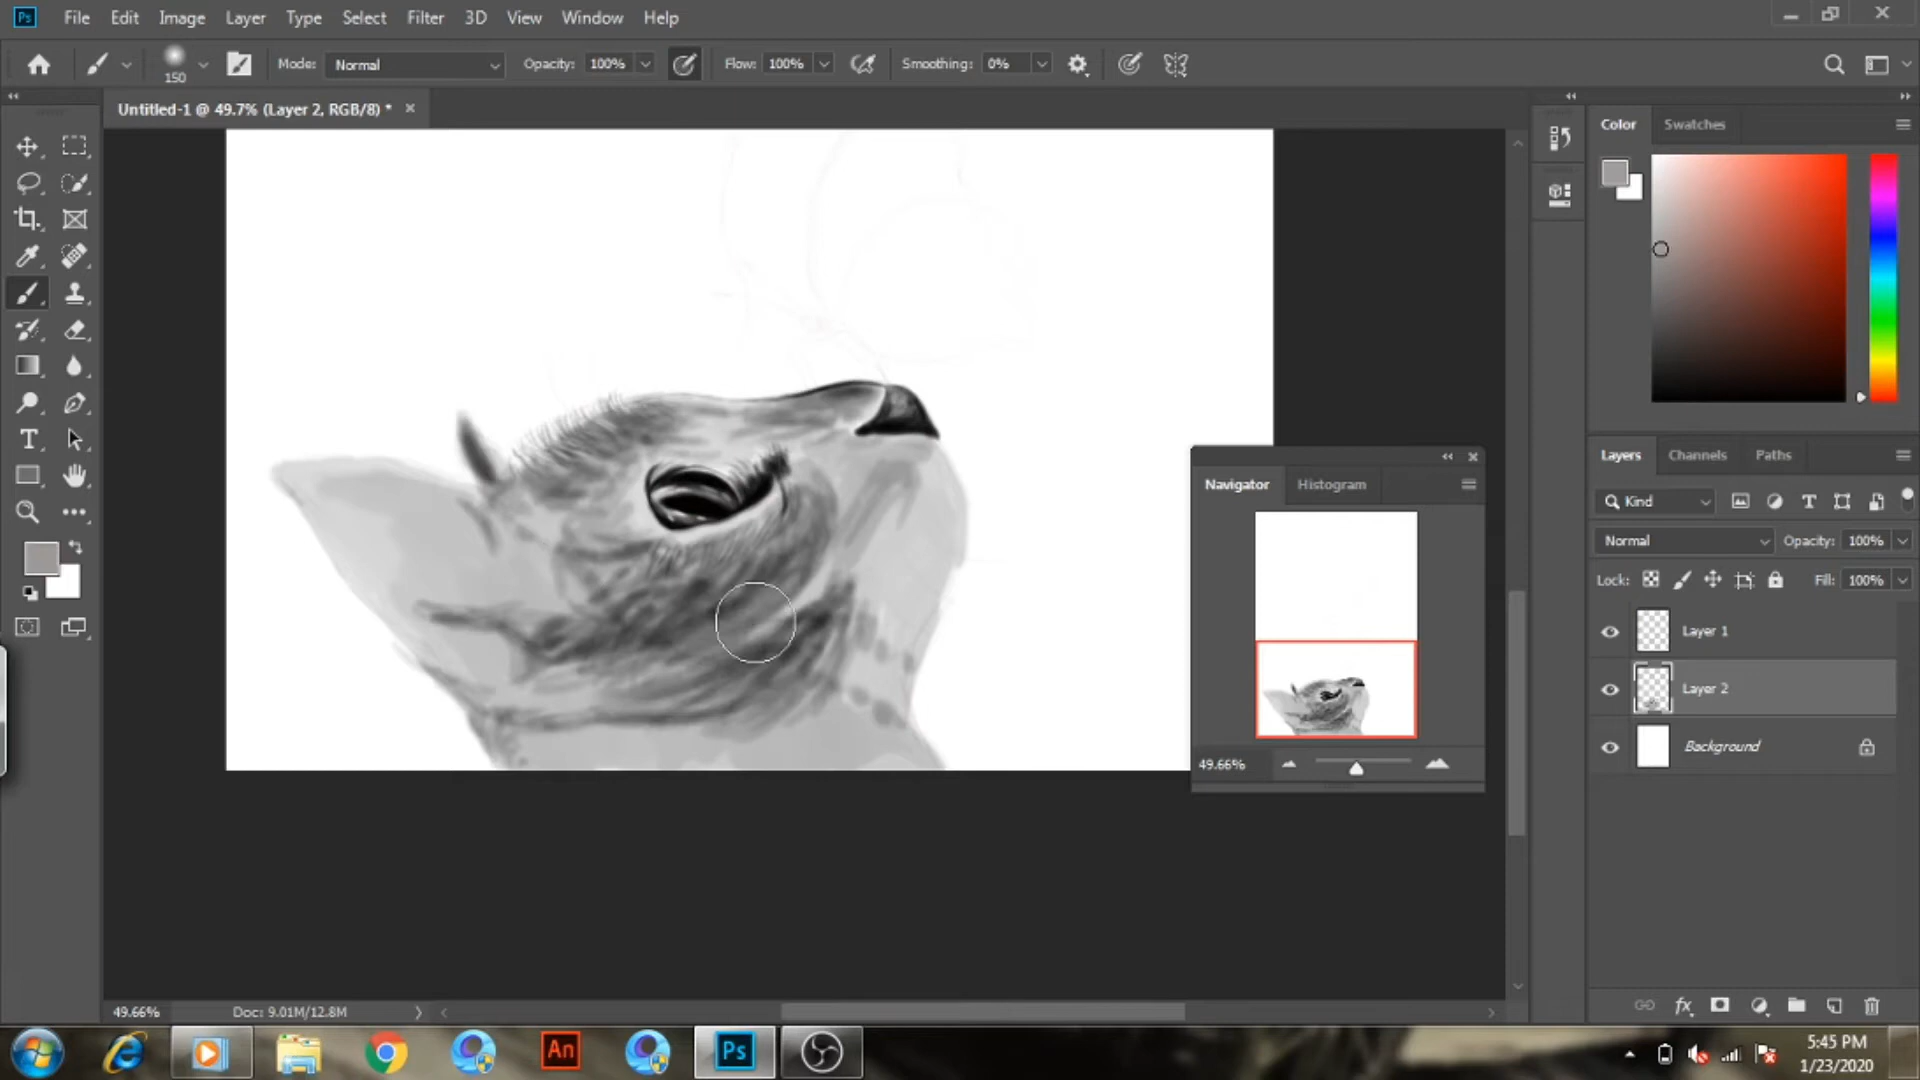 Ps File Edit Image Layer Type Select Filter 3D View Window Help
150 Mode: Normal Opacity: 100% Flow: 100% Smoothing: 0%
Untitled-1 @ 49.7% (Layer 2, RGB/8) *
Color Swatches
Navigator Histogram
49.66%
Layers Channels Paths
Kind
Normal Opacity: 100%
Lock: Fill: 100%
Layer 1
Layer 2
Background
fx
49.66% Doc: 9.01M/12.8M
An Ps
5:45 PM
1/23/2020